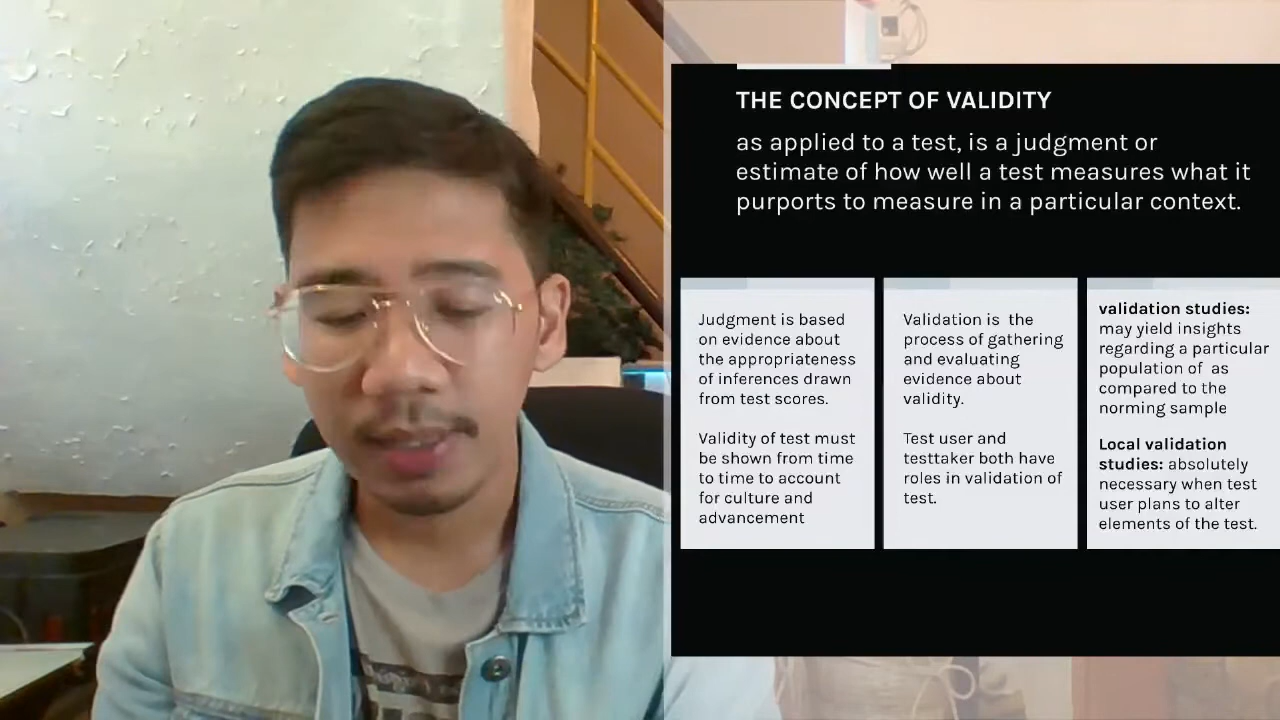 THE CONCEPT OF VALIDITY
as applied to a test, is a judgment or
estimate of how well a test measures what it
purports to measure in a particular context.
Judgment is based
on evidence about
the appropriateness
of inferences drawn
from test scores.
Validity of test must
be shown from time
to time to account
for culture and
advancement
Validation is the
process of gathering
and evaluating
evidence about
validity.
Test user and
testtaker both have
roles in validation of
test.
validation studies:
may yield insights
regarding a particular
population of as
compared to the
norming sample
Local validation
studies: absolutely
necessary when test
user plans to alter
elements of the test.